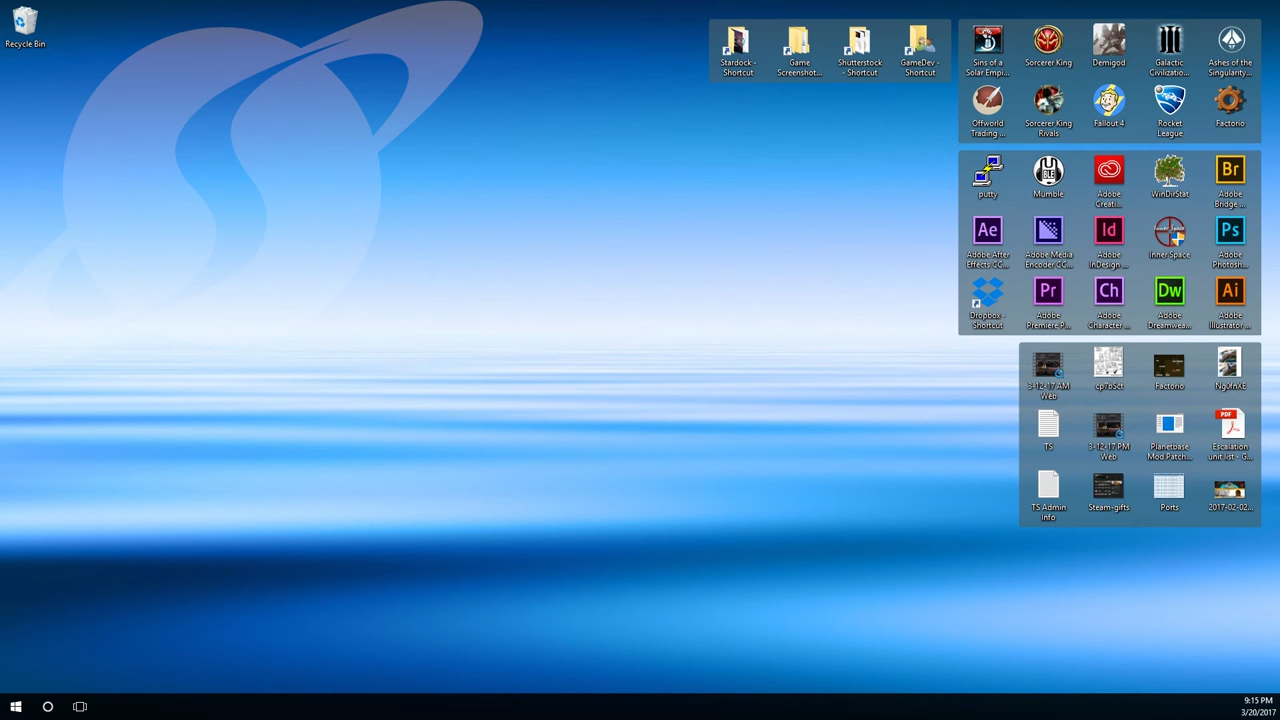 Recycle Bin
Stardock -
Shortcut
Game
Screenshot...
Shutterstock
- Shortcut
GameDev -
Shortcut
Sins of a
Solar Empi...
Sorcerer King
Demigod
Galactic
Civilizatio...
Ashes of the
Singularity...
Offworld
Trading ...
Sorcerer King
Rivals
Fallout 4
Rocket
League
Factorio
putty
BLE
Mumble
Adobe
Creati...
WinDirStat
Br
Adobe
Bridge ...
Ae
Adobe After
Effects CC...
Adobe Media
Encoder CC...
Id
Adobe
InDesign ...
Inner Space
Ps
Adobe
Photosh...
Dropbox -
Shortcut
Pr
Adobe
Premiere P...
Ch
Adobe
Character ...
Dw
Adobe
Dreamwea...
Ai
Adobe
Illustrator ...
3-12-17 AM
Web
cp7bSct
Factorio
NgUfnXE
TS
3-12-17 PM
Web
Planetbase
Mod Patch...
PDF
Escalation
unit list - G...
TS Admin
Info
Steam-gifts
Ports
2017-02-02...
9:15 PM
3/20/2017